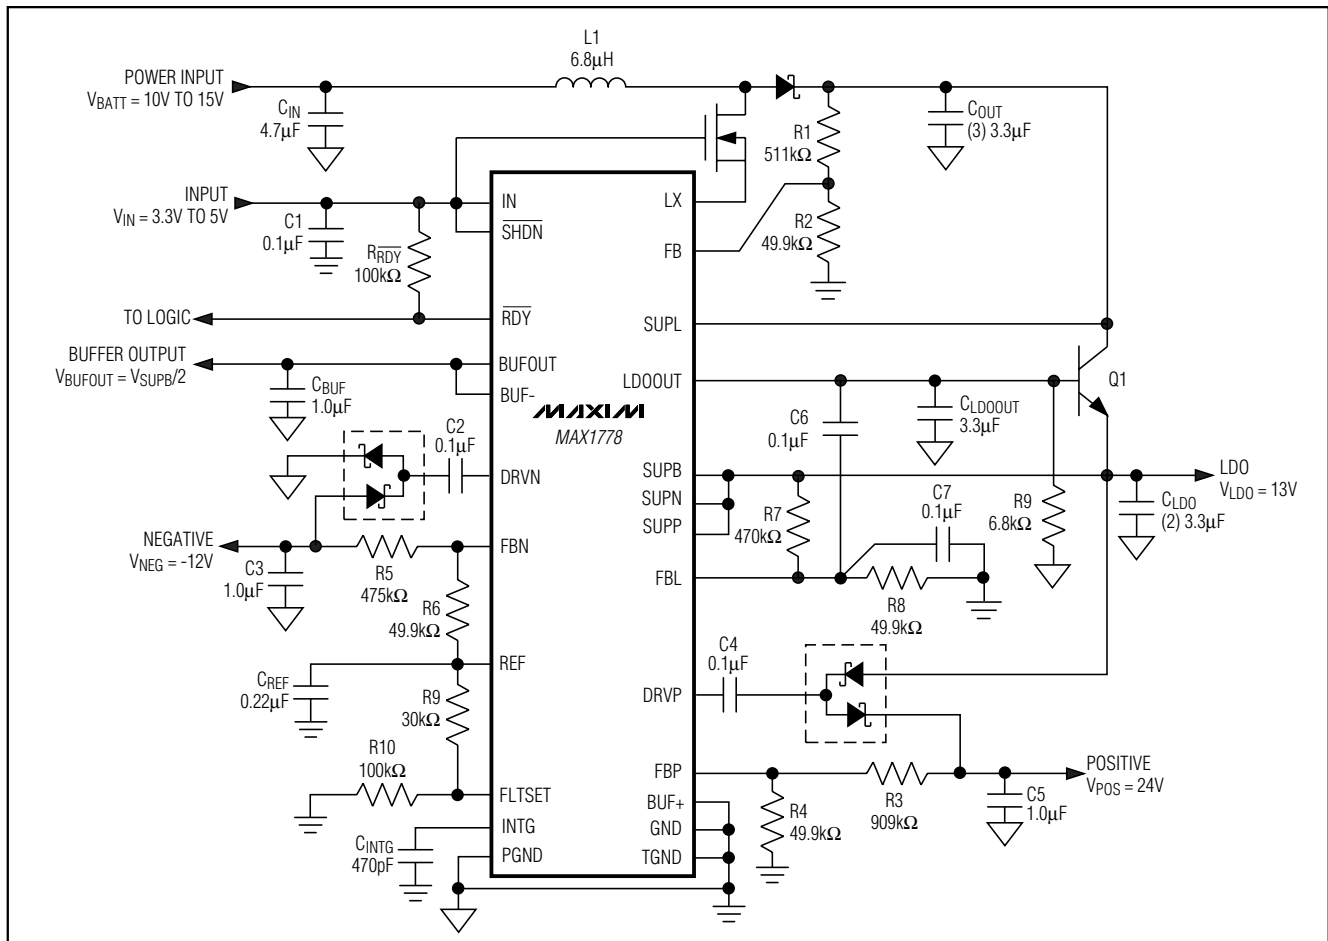 L1
6.8µH
POWER INPUT
VBATT = 10V TO 15V
CIN
4.7µF
R1
511kΩ
COUT
(3) 3.3µF
INPUT
VIN = 3.3V TO 5V
C1
0.1µF
RRDY
100kΩ
IN
SHDN
LX
FB
R2
49.9kΩ
TO LOGIC
RDY
SUPL
BUFFER OUTPUT
VBUFOUT = VSUPB/2
BUFOUT
BUF-
LDOOUT
Q1
CBUF
1.0µF
MAXIM
MAX1778
C6
0.1µF
CLDOOUT
3.3µF
C2
0.1µF
DRVN
SUPB
SUPN
SUPP
R7
470kΩ
C7
0.1µF
R9
6.8kΩ
LDO
VLDO = 13V
CLDO
(2) 3.3µF
NEGATIVE
VNEG = -12V
C3
1.0µF
R5
475kΩ
FBN
FBL
R8
49.9kΩ
R6
49.9kΩ
REF
CREF
0.22µF
R9
30kΩ
C4
0.1µF
DRVP
R10
100kΩ
FLTSET
FBP
R4
49.9kΩ
R3
909kΩ
POSITIVE
VPOS = 24V
C5
1.0µF
INTG
CINTG
470pF
PGND
BUF+
GND
TGND